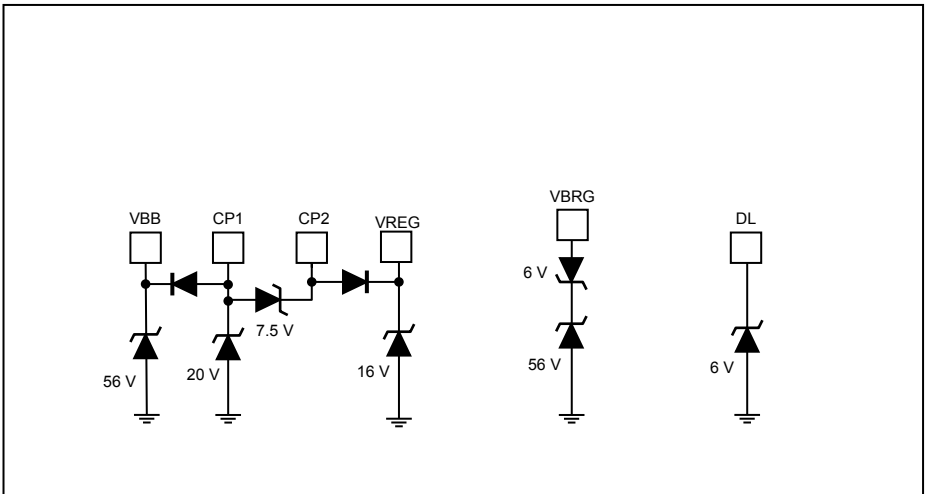 VBB
CP1
CP2
VREG
VBRG
DL
6 V
7.5 V
56 V
20 V
16 V
56 V
6 V